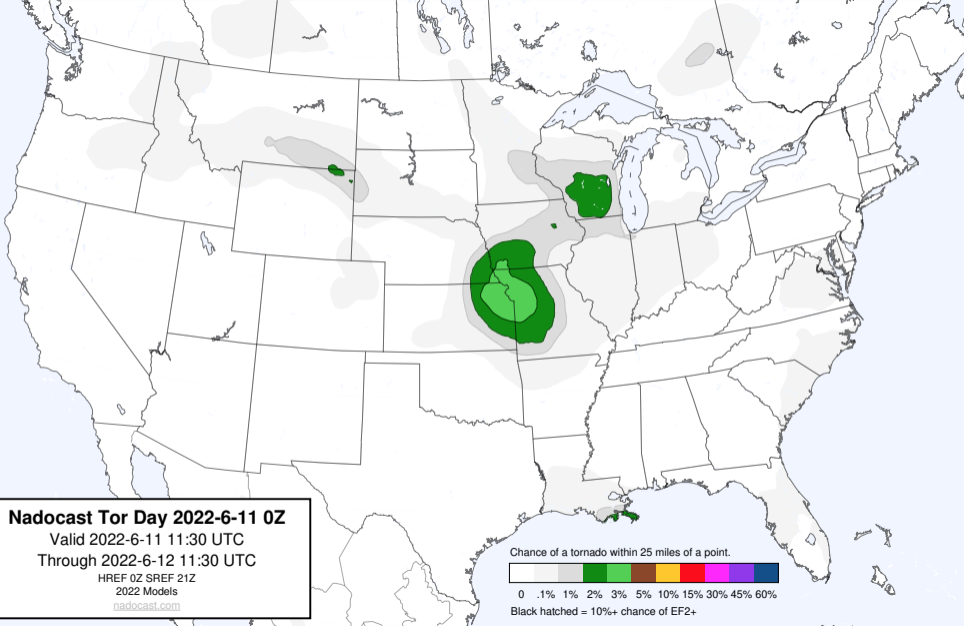 Nadocast Tor Day 2022-6-11 0Z
Valid 2022-6-11 11:30 UTC
Through 2022-6-12 11:30 UTC
HREF 0Z SREF 21Z
2022 Models
nadocast.com
Chance of a tornado within 25 miles of a point.
0 .1% 1% 2% 3% 5% 10% 15% 30% 45% 60%
Black hatched = 10%+ chance of EF2+